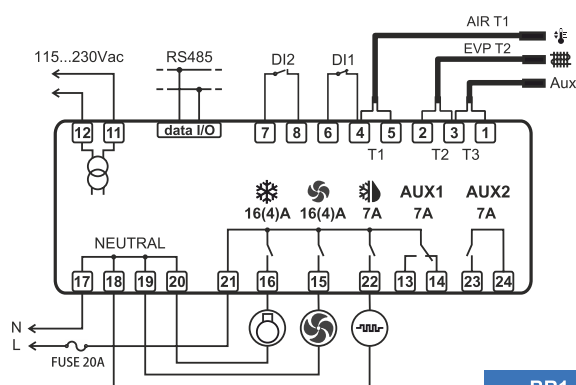 AIR T1
115...230Vac RS485 DI2 DI1 EVP T2
Aux
12 11 data I/O 7 8 6 4 5 2 3 1
T1 T2 T3
AUX1 AUX2
16(4)A 16(4)A 7A 7A 7A
NEUTRAL
17 18 19 20 21 16 15 22 13 14 23 24
N
L
FUSE 20A